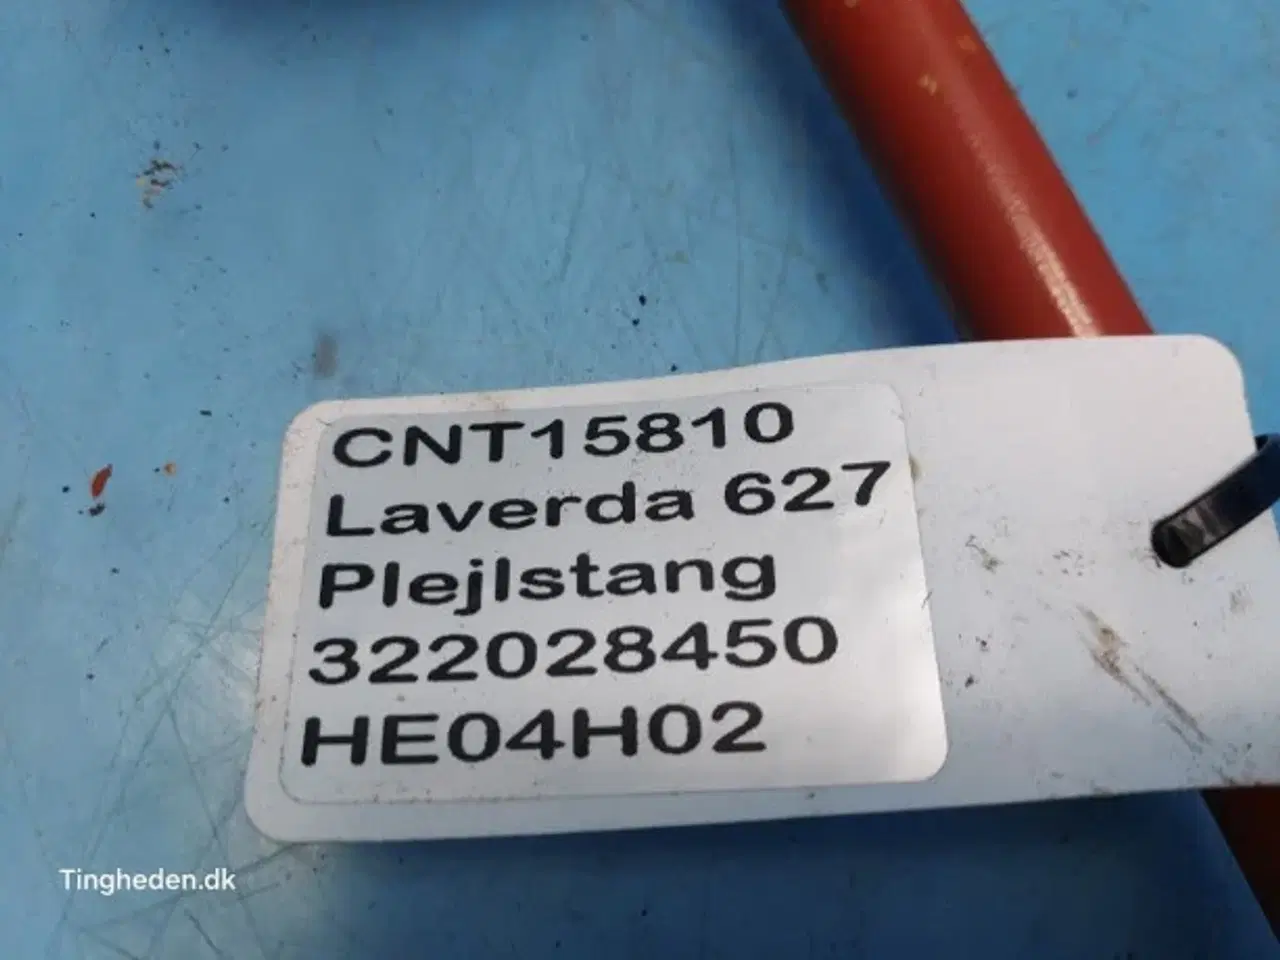 CNT15810
Laverda 627
Plejlstang
322028450
HE04H02
Tingheden.dk